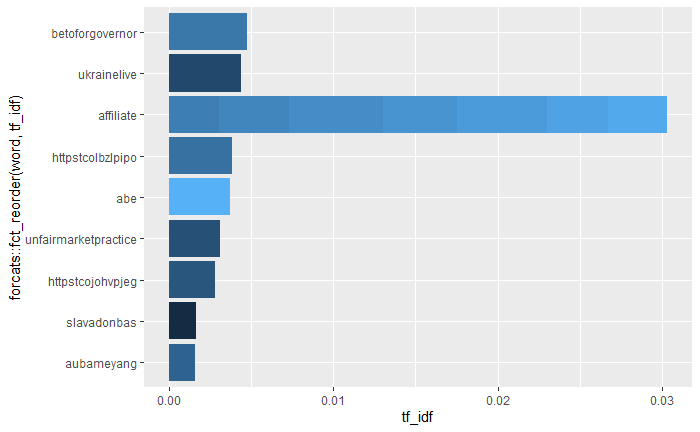 betoforgovernor
ukrainelive
affiliate
httpstcolbzlpipo
abe
unfairmarketpractice
httpstcojohvpjeg
slavadonbas
aubameyang
0.00 0.01 0.02 0.03
tf_idf
forcats::fct_reorder(word, tf_idf)